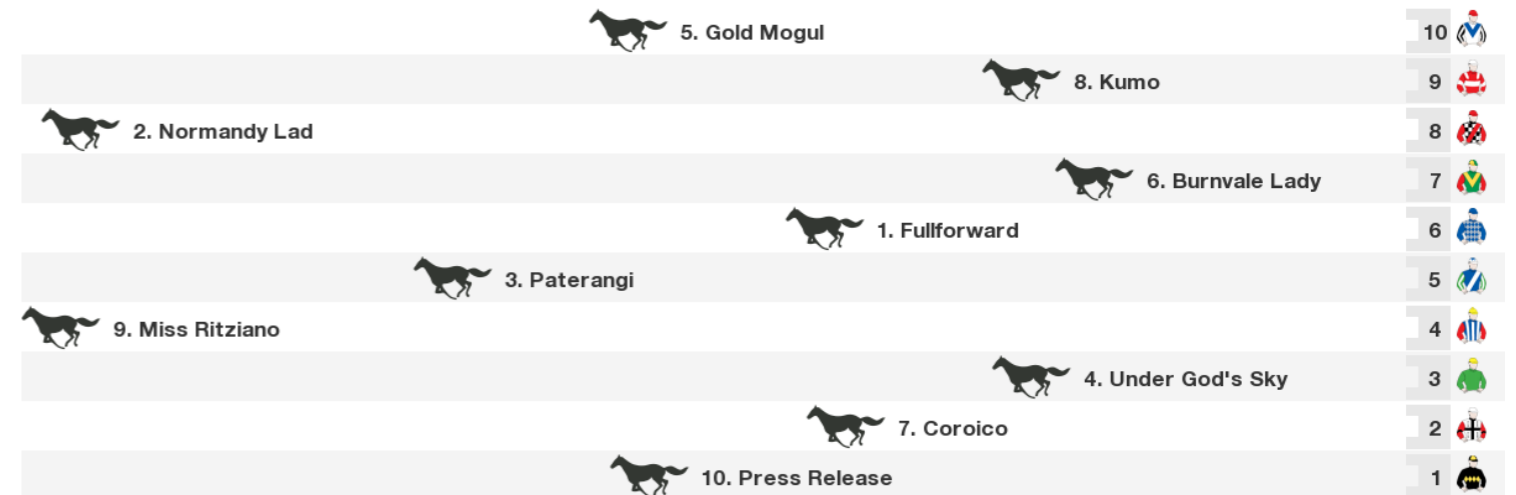 5. Gold Mogul 10
8. Kumo 9
2. Normandy Lad 8
6. Burnvale Lady 7
1. Fullforward 6
3. Paterangi 5
9. Miss Ritziano 4
4. Under God's Sky 3
7. Coroico 2
10. Press Release 1